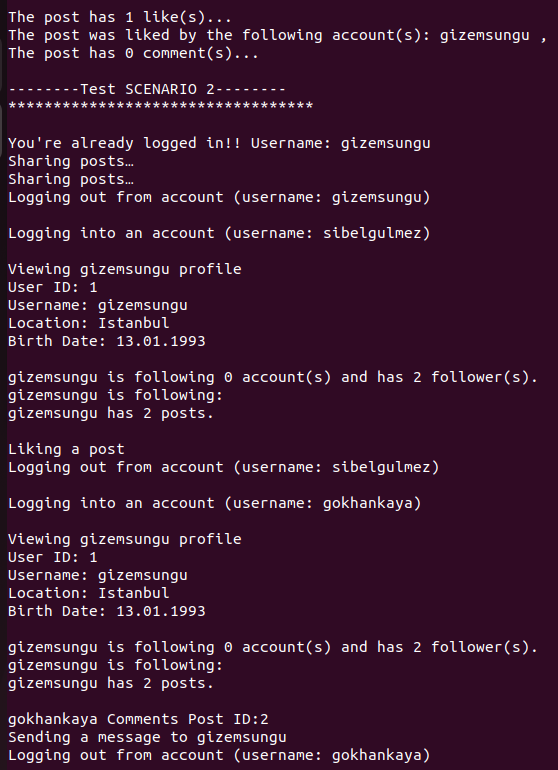 The post has 1 like(s)...
The post was liked by the following account(s): gizemsungu ,
The post has 0 comment(s)...
--------Test SCENARIO 2--------
**********************************
You're already logged in!! Username: gizemsungu
Sharing posts…
Sharing posts…
Logging out from account (username: gizemsungu)
Logging into an account (username: sibelgulmez)
Viewing gizemsungu profile
User ID: 1
Username: gizemsungu
Location: Istanbul
Birth Date: 13.01.1993
gizemsungu is following 0 account(s) and has 2 follower(s).
gizemsungu is following:
gizemsungu has 2 posts.
Liking a post
Logging out from account (username: sibelgulmez)
Logging into an account (username: gokhankaya)
Viewing gizemsungu profile
User ID: 1
Username: gizemsungu
Location: Istanbul
Birth Date: 13.01.1993
gizemsungu is following 0 account(s) and has 2 follower(s).
gizemsungu is following:
gizemsungu has 2 posts.
gokhankaya Comments Post ID:2
Sending a message to gizemsungu
Logging out from account (username: gokhankaya)